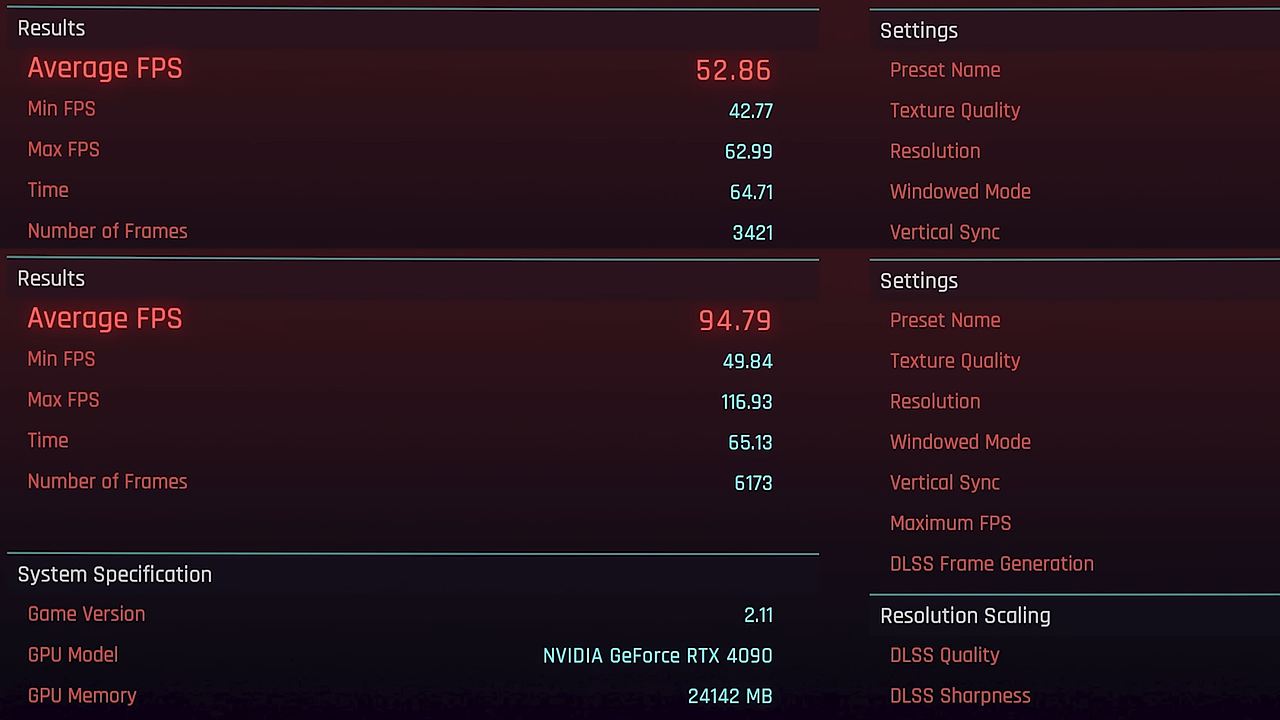 Results
Average FPS 52.86
Min FPS 42.77
Max FPS 62.99
Time 64.71
Number of Frames 3421
Settings
Preset Name
Texture Quality
Resolution
Windowed Mode
Vertical Sync
Results
Average FPS 94.79
Min FPS 49.84
Max FPS 116.93
Time 65.13
Number of Frames 6173
System Specification
Game Version 2.11
GPU Model NVIDIA GeForce RTX 4090
GPU Memory 24142 MB
Settings
Preset Name
Texture Quality
Resolution
Windowed Mode
Vertical Sync
Maximum FPS
DLSS Frame Generation
Resolution Scaling
DLSS Quality
DLSS Sharpness